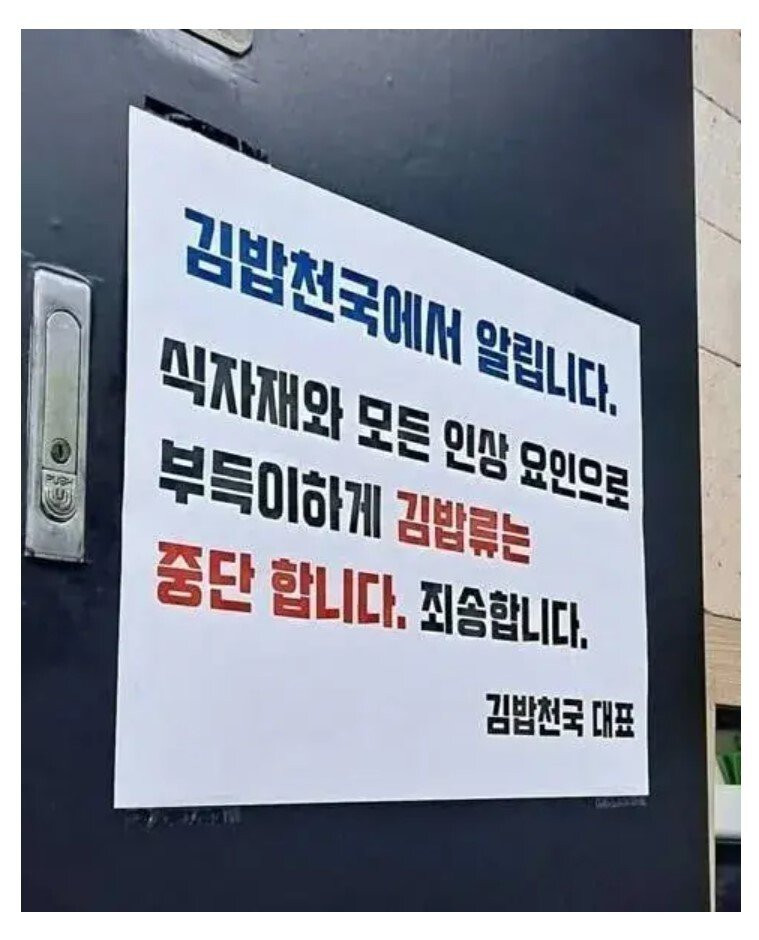 김밥천국에서 알립니다.
식자재와 모든 인상 요인으로
부득이하게 김밥류는
중단 합니다. 죄송합니다.
김밥천국 대표
PUSH